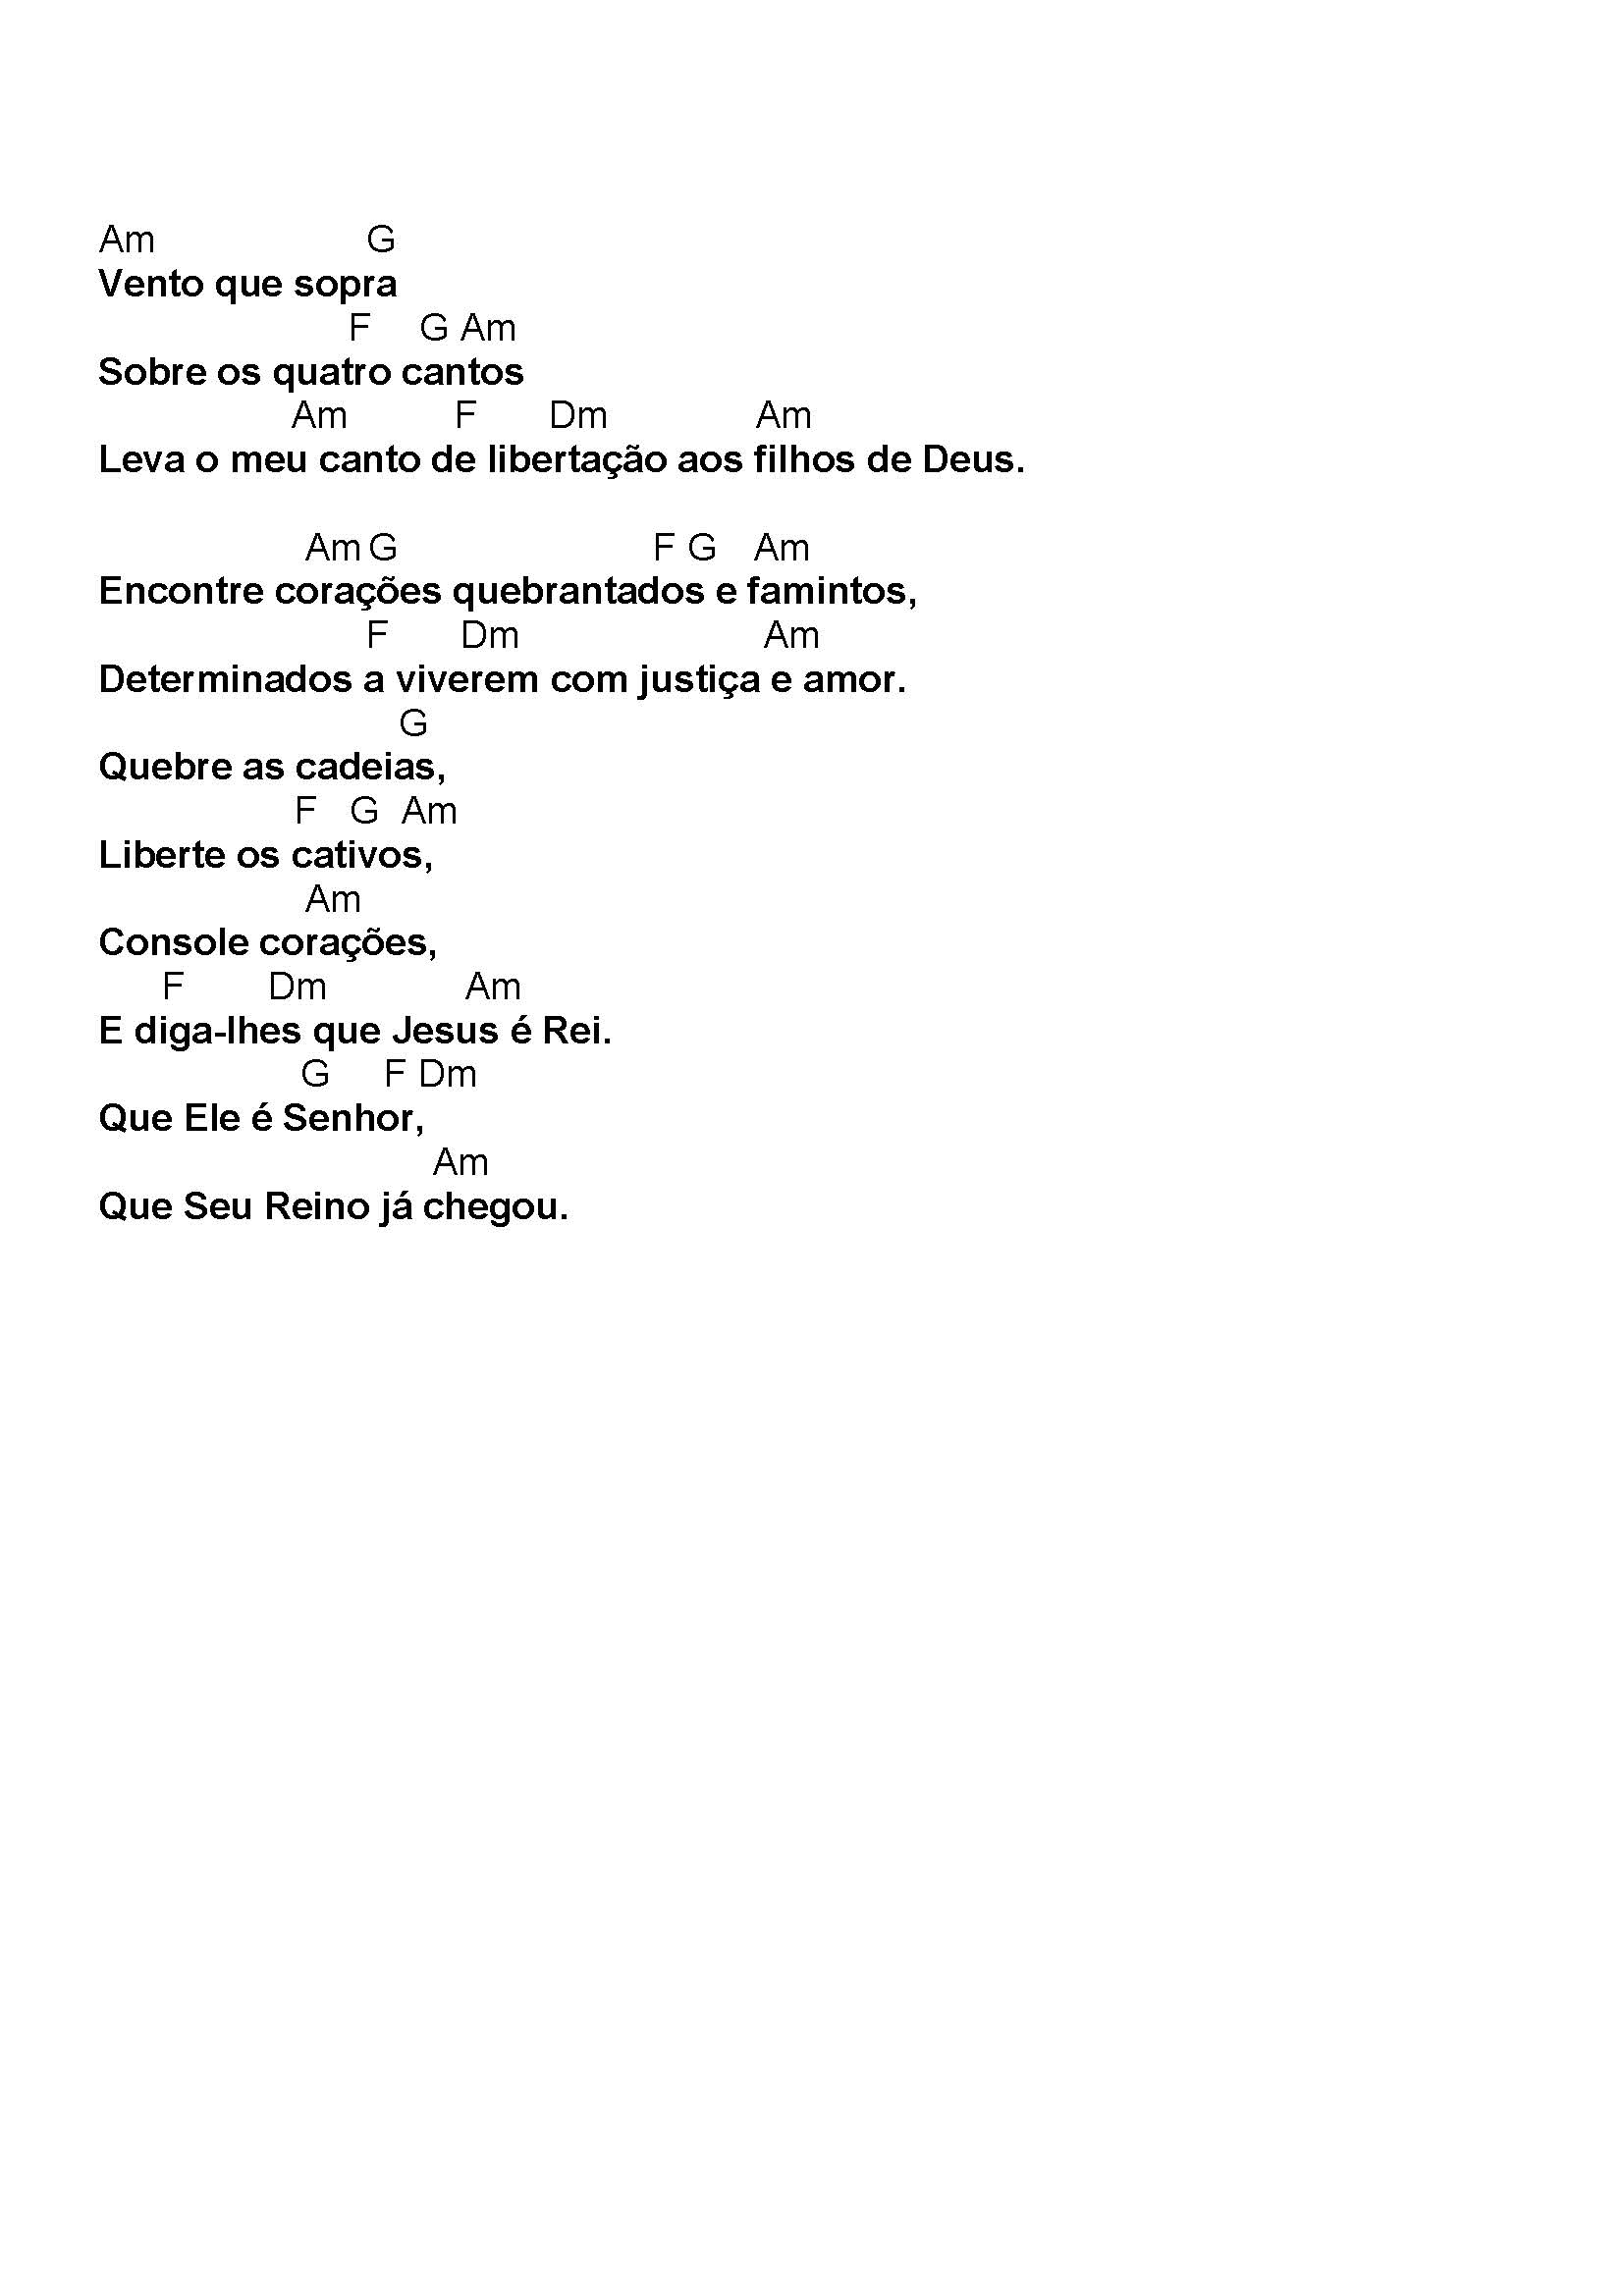 Am G
Vento que sopra
F G Am
Sobre os quatro cantos
Am F Dm Am
Leva o meu canto de libertação aos filhos de Deus.
Am G F G Am
Encontre corações quebrantados e famintos,
F Dm Am
Determinados a viverem com justiça e amor.
G
Quebre as cadeias,
F G Am
Liberte os cativos,
Am
Console corações,
F Dm Am
E diga-lhes que Jesus é Rei.
G F Dm
Que Ele é Senhor,
Am
Que Seu Reino já chegou.